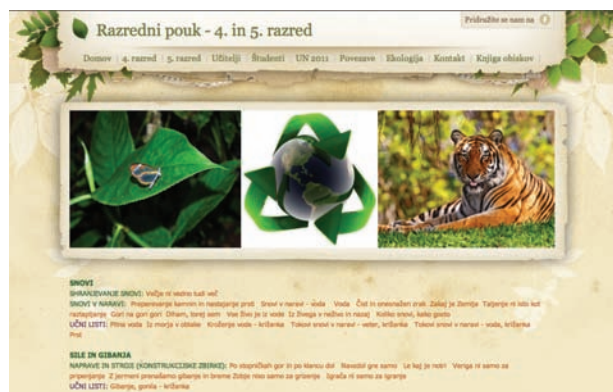 Pridružite se nam na
Razredni pouk - 4. in 5. razred
Domov 4. razred 5. razred Učitelji Študenti UN 2011 Povezave Ekologija Kontakt Knjiga obiskov
SNOVI
SHRANJEVANJE SNOVI: Večje ni vedno tudi več
SNOVI V NARAVI: Preperevanje kamnin in nastajanje prsti Snovi v naravi - voda Voda Čist in onesnažen zrak Zakaj je Zemlja Taljenje ni isto kot
raztapljanje Gori na gori gori Diham, torej sem Vse živo je iz vode Iz živega v neživo in nazaj Koliko snovi, kako gosto
UČNI LISTI: Pitna voda Iz morja v oblake Kroženje vode - križanka Tokovi snovi v naravi - veter, križanka Tokovi snovi v naravi - voda, križanka
Prst
SILE IN GIBANJA
NAPRAVE IN STROJI (KONSTRUKCIJSKE ZBIRKE): Po stopničkah gor in po klancu dol Navzdol gre samo Le kaj je notri Veriga ni samo za
pripenjanje Z jermeni prenašamo gibanje in breme Zobje niso samo za grizenje Igrača ni samo za igranje
UČNI LISTI: Gibanje, gonila - križanka